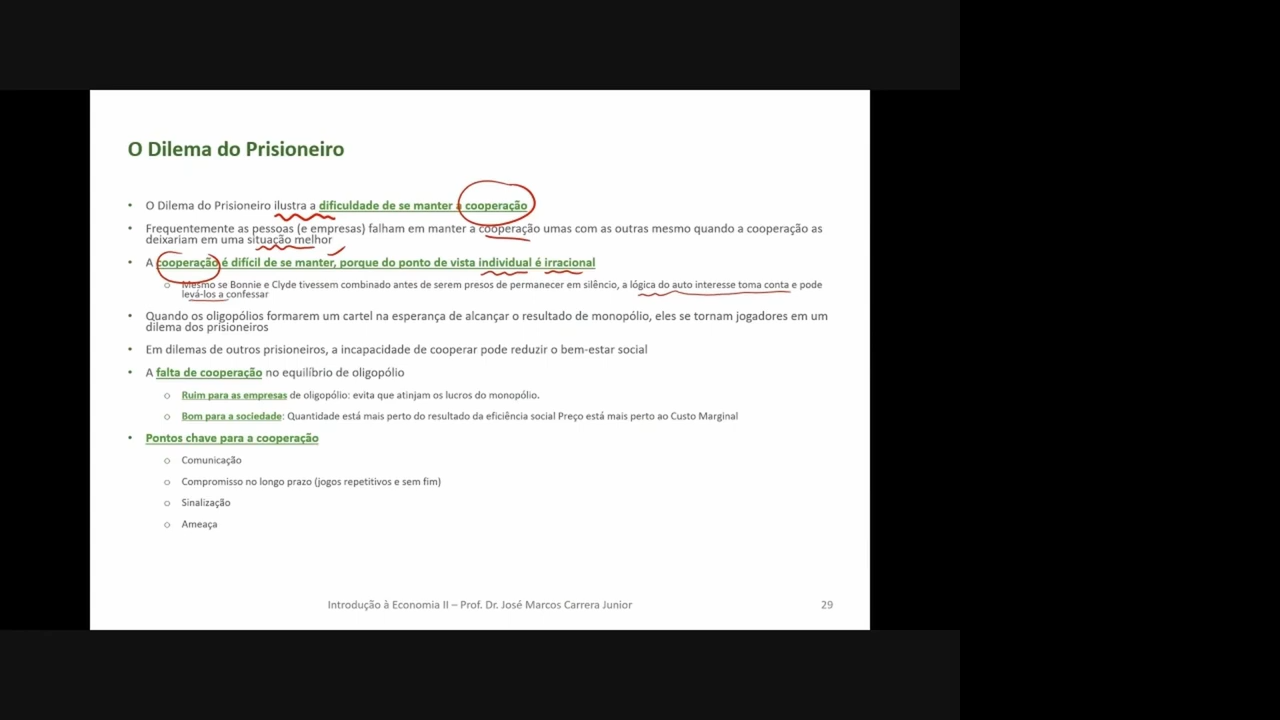 O Dilema do Prisioneiro
• O Dilema do Prisioneiro ilustra a dificuldade de se manter a cooperação
• Frequentemente as pessoas (e empresas) falham em manter a cooperação umas com as outras mesmo quando a cooperação as
deixariam em uma situação melhor
• A cooperação é difícil de se manter, porque do ponto de vista individual é irracional
o Mesmo se Bonnie e Clyde tivessem combinado antes de serem presos de permanecer em silêncio, a lógica do auto interesse toma conta e pode
levá-los a confessar
• Quando os oligopólios formarem um cartel na esperança de alcançar o resultado de monopólio, eles se tornam jogadores em um
dilema dos prisioneiros
• Em dilemas de outros prisioneiros, a incapacidade de cooperar pode reduzir o bem-estar social
• A falta de cooperação no equilíbrio de oligopólio
o Ruim para as empresas de oligopólio: evita que atinjam os lucros do monopólio.
o Bom para a sociedade: Quantidade está mais perto do resultado da eficiência social Preço está mais perto ao Custo Marginal
• Pontos chave para a cooperação
o Comunicação
o Compromisso no longo prazo (jogos repetitivos e sem fim)
o Sinalização
o Ameaça
Introdução à Economia II – Prof. Dr. José Marcos Carrera Junior 29